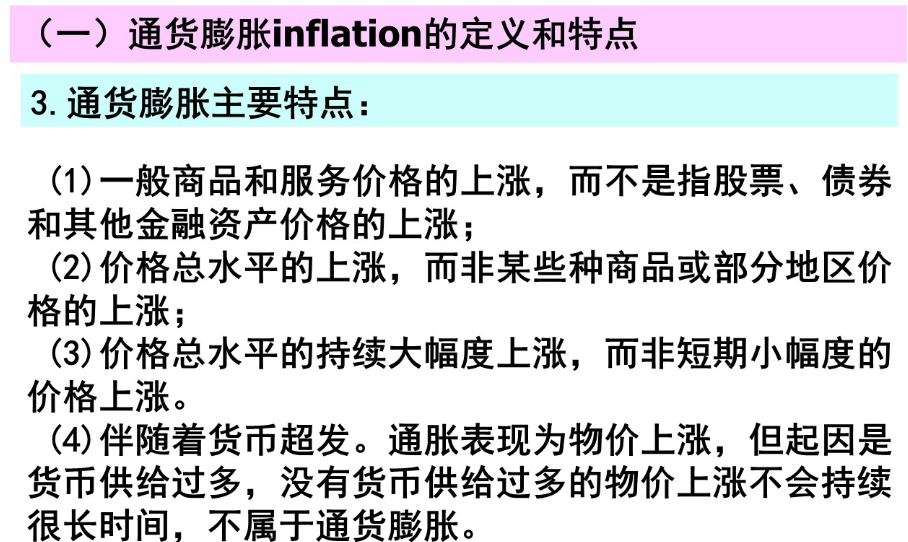 （一）通货膨胀inflation的定义和特点
3.通货膨胀主要特点：
(1)一般商品和服务价格的上涨，而不是指股票、债券
和其他金融资产价格的上涨；
(2)价格总水平的上涨，而非某些种商品或部分地区价
格的上涨；
(3)价格总水平的持续大幅度上涨，而非短期小幅度的
价格上涨。
(4)伴随着货币超发。通胀表现为物价上涨，但起因是
货币供给过多，没有货币供给过多的物价上涨不会持续
很长时间，不属于通货膨胀。